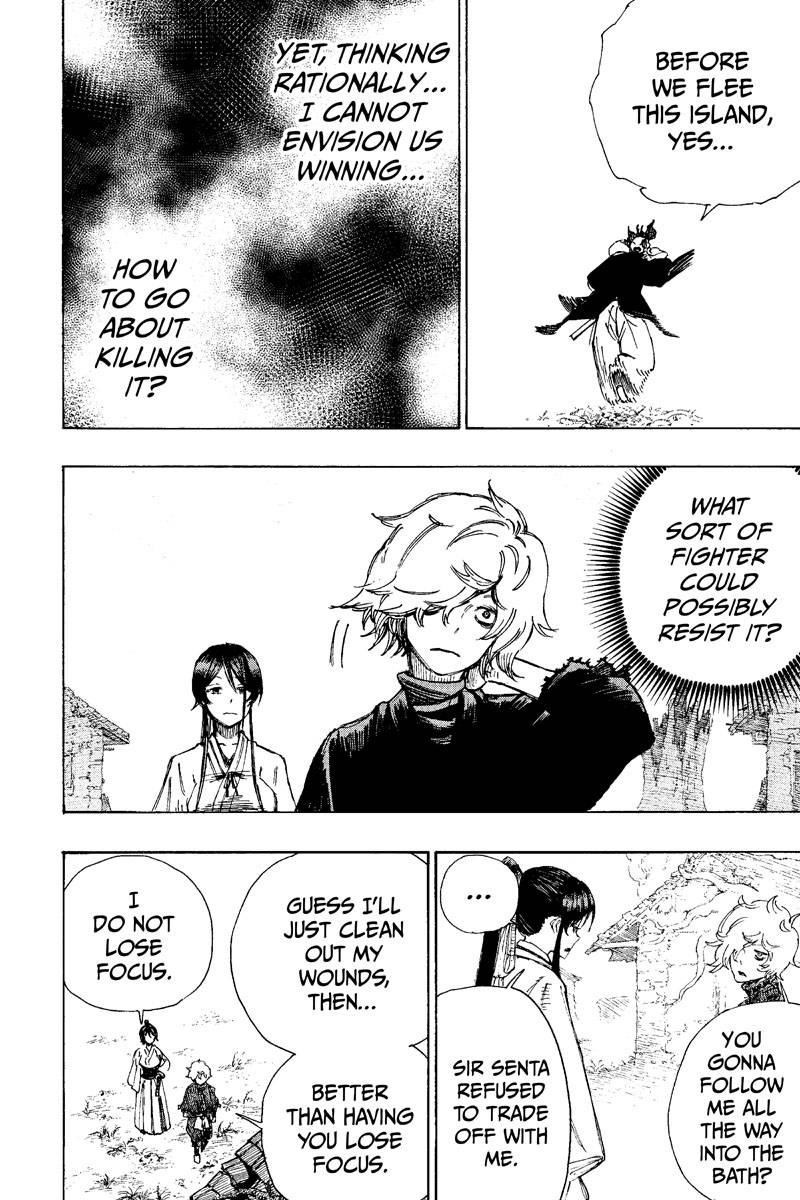 BEFORE
WE FLEE
THIS ISLAND,
YES...
YET, THINKING
RATIONALLY...
I CANNOT
ENVISION US
WINNING...
HOW
TO GO
ABOUT
KILLING
IT?
WHAT
SORT OF
FIGHTER
COULD
POSSIBLY
RESIST IT?
YOU
GONNA
FOLLOW
ME ALL
THE WAY
INTO THE
BATH?
...
SIR SENTA
REFUSED
TO TRADE
OFF WITH
ME.
GUESS I'LL
JUST CLEAN
OUT MY
WOUNDS,
THEN...
BETTER
THAN HAVING
YOU LOSE
FOCUS.
I
DO NOT
LOSE
FOCUS.